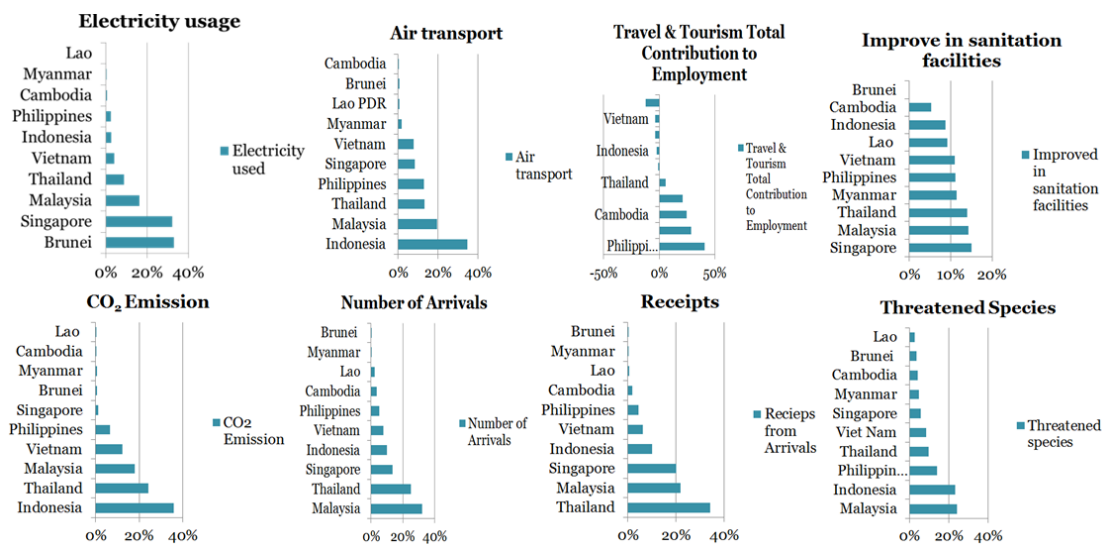 Electricity usage
Lao
Myanmar
Cambodia
Philippines
Indonesia
Vietnam
Thailand
Malaysia
Singapore
Brunei
0% 20% 40%
Electricity
used
Air transport
Cambodia
Brunei
Lao PDR
Myanmar
Vietnam
Singapore
Philippines
Thailand
Malaysia
Indonesia
0% 20% 40%
Air
transport
Travel & Tourism Total
Contribution to
Employment
Vietnam
Indonesia
Thailand
Cambodia
Philippi...
-50% 0% 50%
Travel &
Tourism
Total
Contribution
to
Employment
Improve in sanitation
facilities
Brunei
Cambodia
Indonesia
Lao
Vietnam
Philippines
Myanmar
Thailand
Malaysia
Singapore
0% 10% 20%
Improved
in
sanitation
facilities
CO₂ Emission
Lao
Cambodia
Myanmar
Brunei
Singapore
Philippines
Vietnam
Malaysia
Thailand
Indonesia
0% 20% 40%
CO2
Emission
Number of Arrivals
Brunei
Myanmar
Lao
Cambodia
Philippines
Vietnam
Indonesia
Singapore
Thailand
Malaysia
0% 20% 40%
Number of
Arrivals
Receipts
Brunei
Myanmar
Lao
Cambodia
Philippines
Vietnam
Indonesia
Singapore
Malaysia
Thailand
0% 20% 40%
Recieps
from
Arrivals
Threatened Species
Lao
Brunei
Cambodia
Myanmar
Singapore
Viet Nam
Thailand
Philippin...
Indonesia
Malaysia
0% 20% 40%
Threatened
species